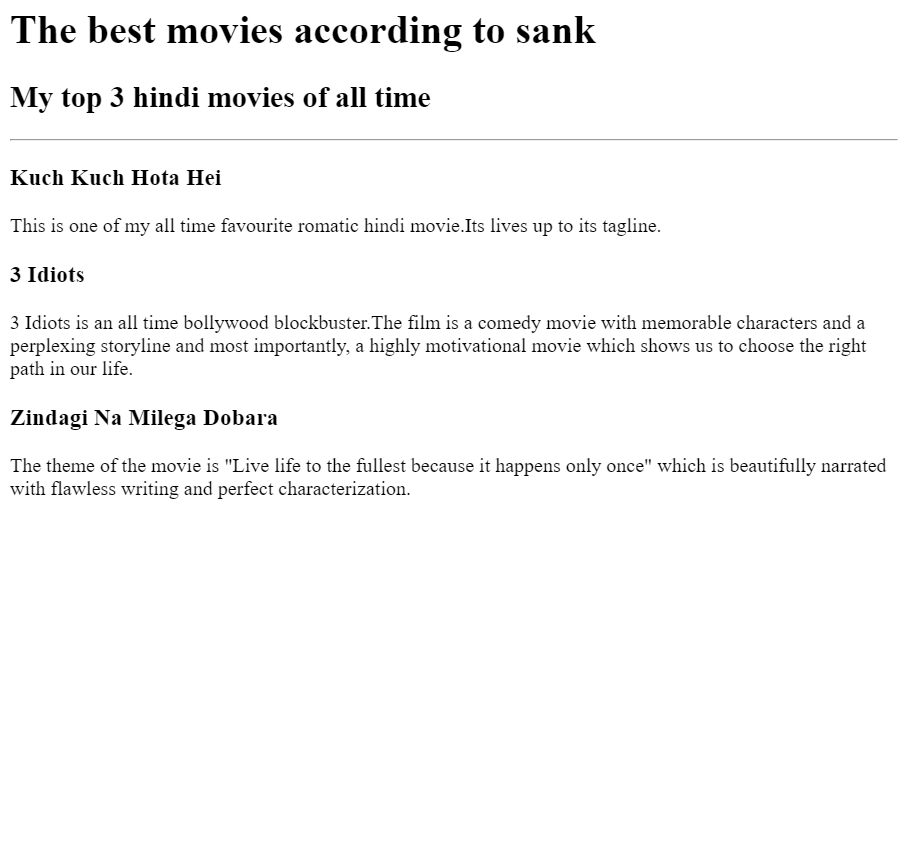 The best movies according to sank
My top 3 hindi movies of all time
Kuch Kuch Hota Hei
This is one of my all time favourite romatic hindi movie.Its lives up to its tagline.
3 Idiots
3 Idiots is an all time bollywood blockbuster.The film is a comedy movie with memorable characters and a
perplexing storyline and most importantly, a highly motivational movie which shows us to choose the right
path in our life.
Zindagi Na Milega Dobara
The theme of the movie is "Live life to the fullest because it happens only once" which is beautifully narrated
with flawless writing and perfect characterization.